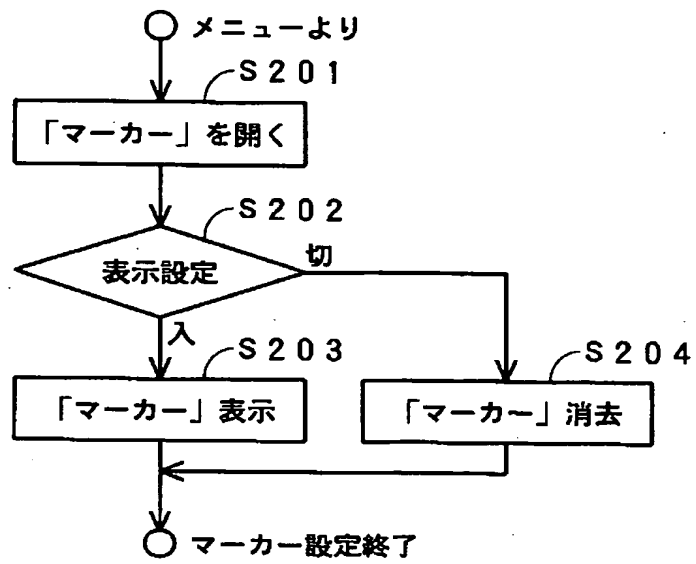 メニューより
S201
「マーカー」を開く
S202
表示設定
切
入
S203
「マーカー」表示
S204
「マーカー」消去
マーカー設定終了